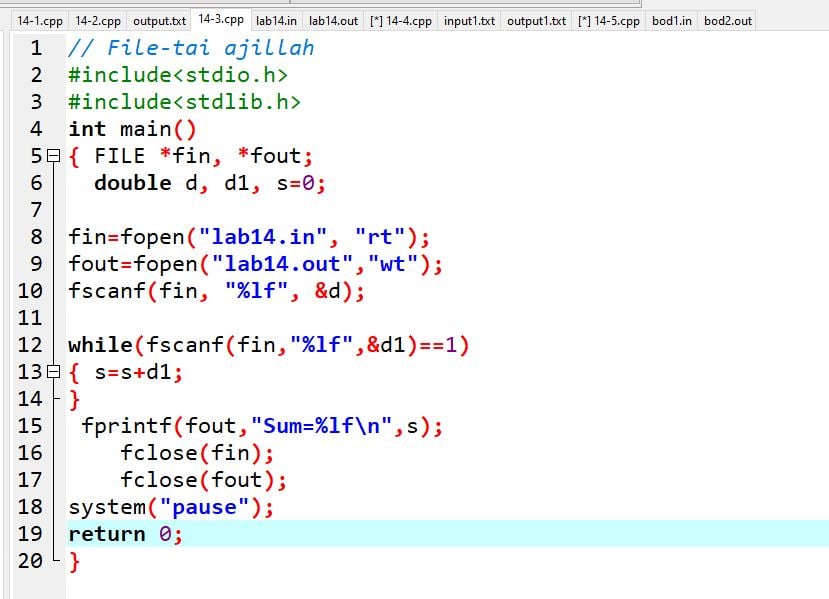 14-1.cpp 14-2.cpp output.txt 14-3.cpp lab14.in lab14.out [*] 14-4.cpp input1.txt output1.txt [*] 14-5.cpp bod1.in bod2.out
1 // File-tai ajillah
2 #include<stdio.h>
3 #include<stdlib.h>
4 int main()
5 { FILE *fin, *fout;
6 double d, d1, s=0;
7
8 fin=fopen("lab14.in", "rt");
9 fout=fopen("lab14.out","wt");
10 fscanf(fin, "%lf", &d);
11
12 while(fscanf(fin,"%lf",&d1)==1)
13 { s=s+d1;
14 }
15 fprintf(fout,"Sum=%lf\n",s);
16 fclose(fin);
17 fclose(fout);
18 system("pause");
19 return 0;
20 }